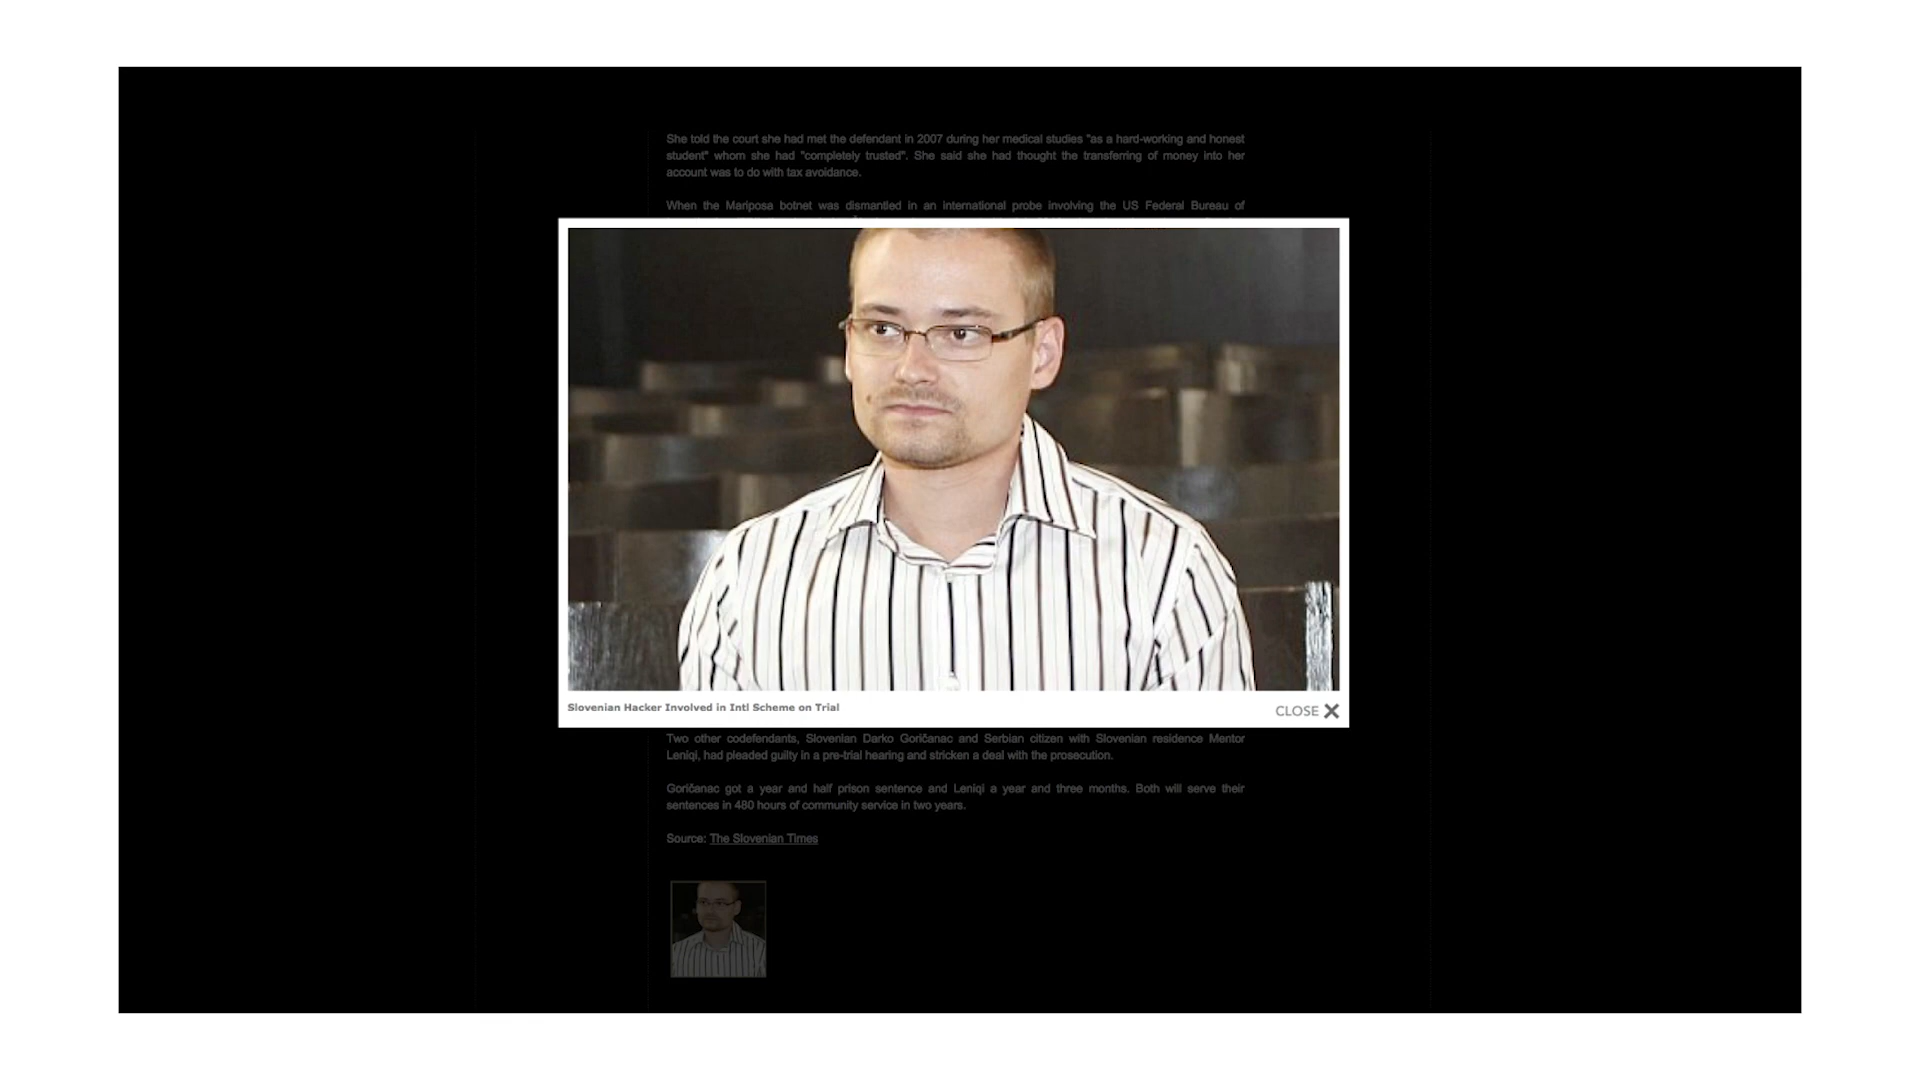 She told the court she had met the defendant in 2007 during her medical studies "as a hard-working and honest
student" whom she had "completely trusted". She said she had thought the transferring of money into her
account was to do with tax avoidance.
When the Mariposa botnet was dismantled in an international probe involving the US Federal Bureau of
Slovenian Hacker Involved in Intl Scheme on Trial
CLOSE X
Two other codefendants, Slovenian Darko Goričanac and Serbian citizen with Slovenian residence Mentor
Leniqi, had pleaded guilty in a pre-trial hearing and stricken a deal with the prosecution.
Goričanac got a year and half prison sentence and Leniqi a year and three months. Both will serve their
sentences in 480 hours of community service in two years.
Source: The Slovenian Times